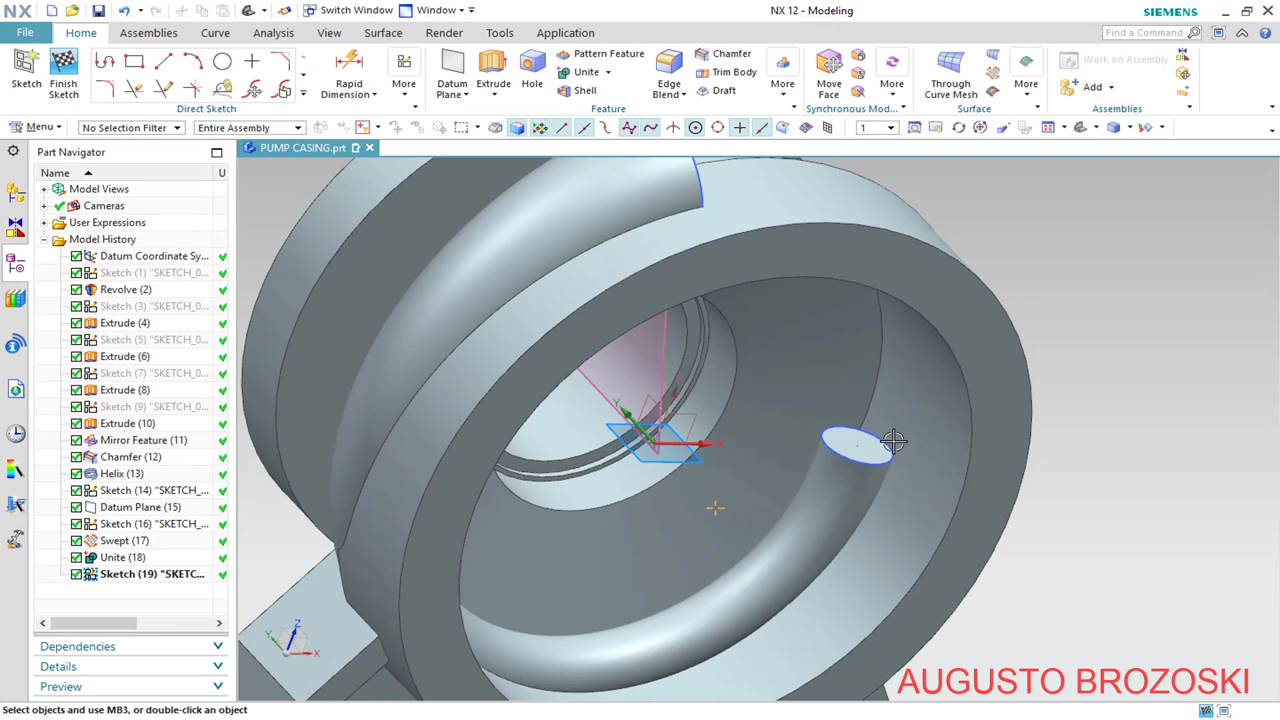 NX
Switch Window
Window
NX 12 - Modeling
SIEMENS
File
Home
Assemblies
Curve
Analysis
View
Surface
Render
Tools
Application
Find a Command
Sketch
Finish Sketch
Direct Sketch
Rapid Dimension
More
Datum Plane
Extrude
Hole
Pattern Feature
Unite
Shell
Edge Blend
Chamfer
Trim Body
Draft
More
Feature
Move Face
More
Synchronous Mod...
Through Curve Mesh
More
Surface
Work on Assembly
Add
Assemblies
Menu
No Selection Filter
Entire Assembly
1
Part Navigator
PUMP CASING.prt
Name
U
Model Views
Cameras
User Expressions
Model History
Datum Coordinate Sy...
Sketch (1) "SKETCH_0...
Revolve (2)
Sketch (3) "SKETCH_0...
Extrude (4)
Sketch (5) "SKETCH_0...
Extrude (6)
Sketch (7) "SKETCH_0...
Extrude (8)
Sketch (9) "SKETCH_0...
Extrude (10)
Mirror Feature (11)
Chamfer (12)
Helix (13)
Sketch (14) "SKETCH_...
Datum Plane (15)
Sketch (16) "SKETCH_...
Swept (17)
Unite (18)
Sketch (19) "SKETC...
Dependencies
Details
Preview
Y
Z
X
Y
AUGUSTO BROZOSKI
Select objects and use MB3, or double-click an object